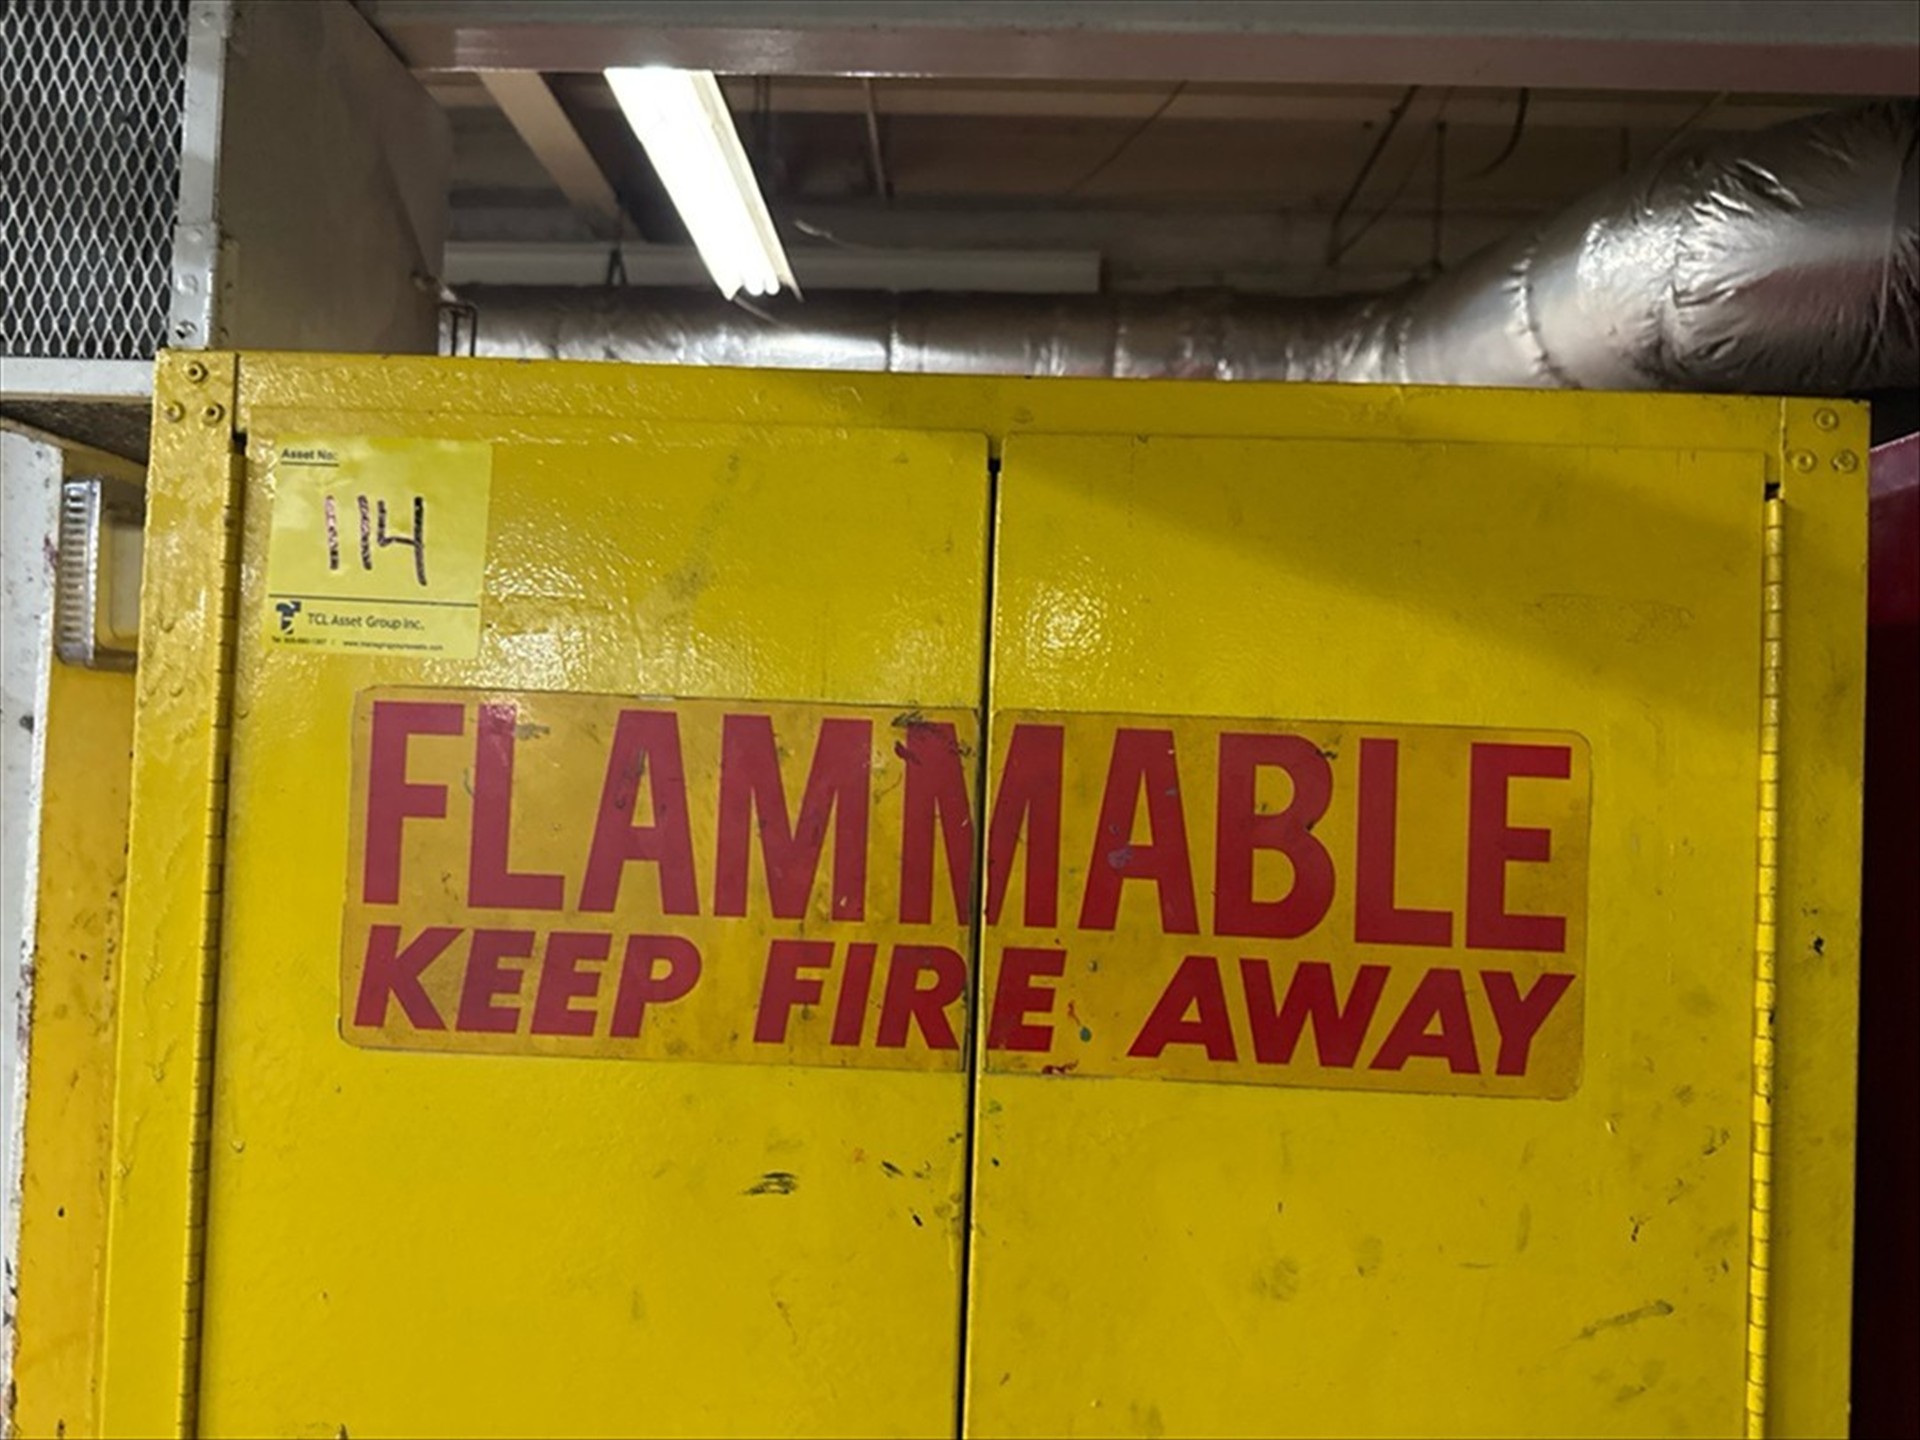 Asset No:
114
TCL Asset Group Inc.
FLAMMABLE
KEEP FIRE AWAY